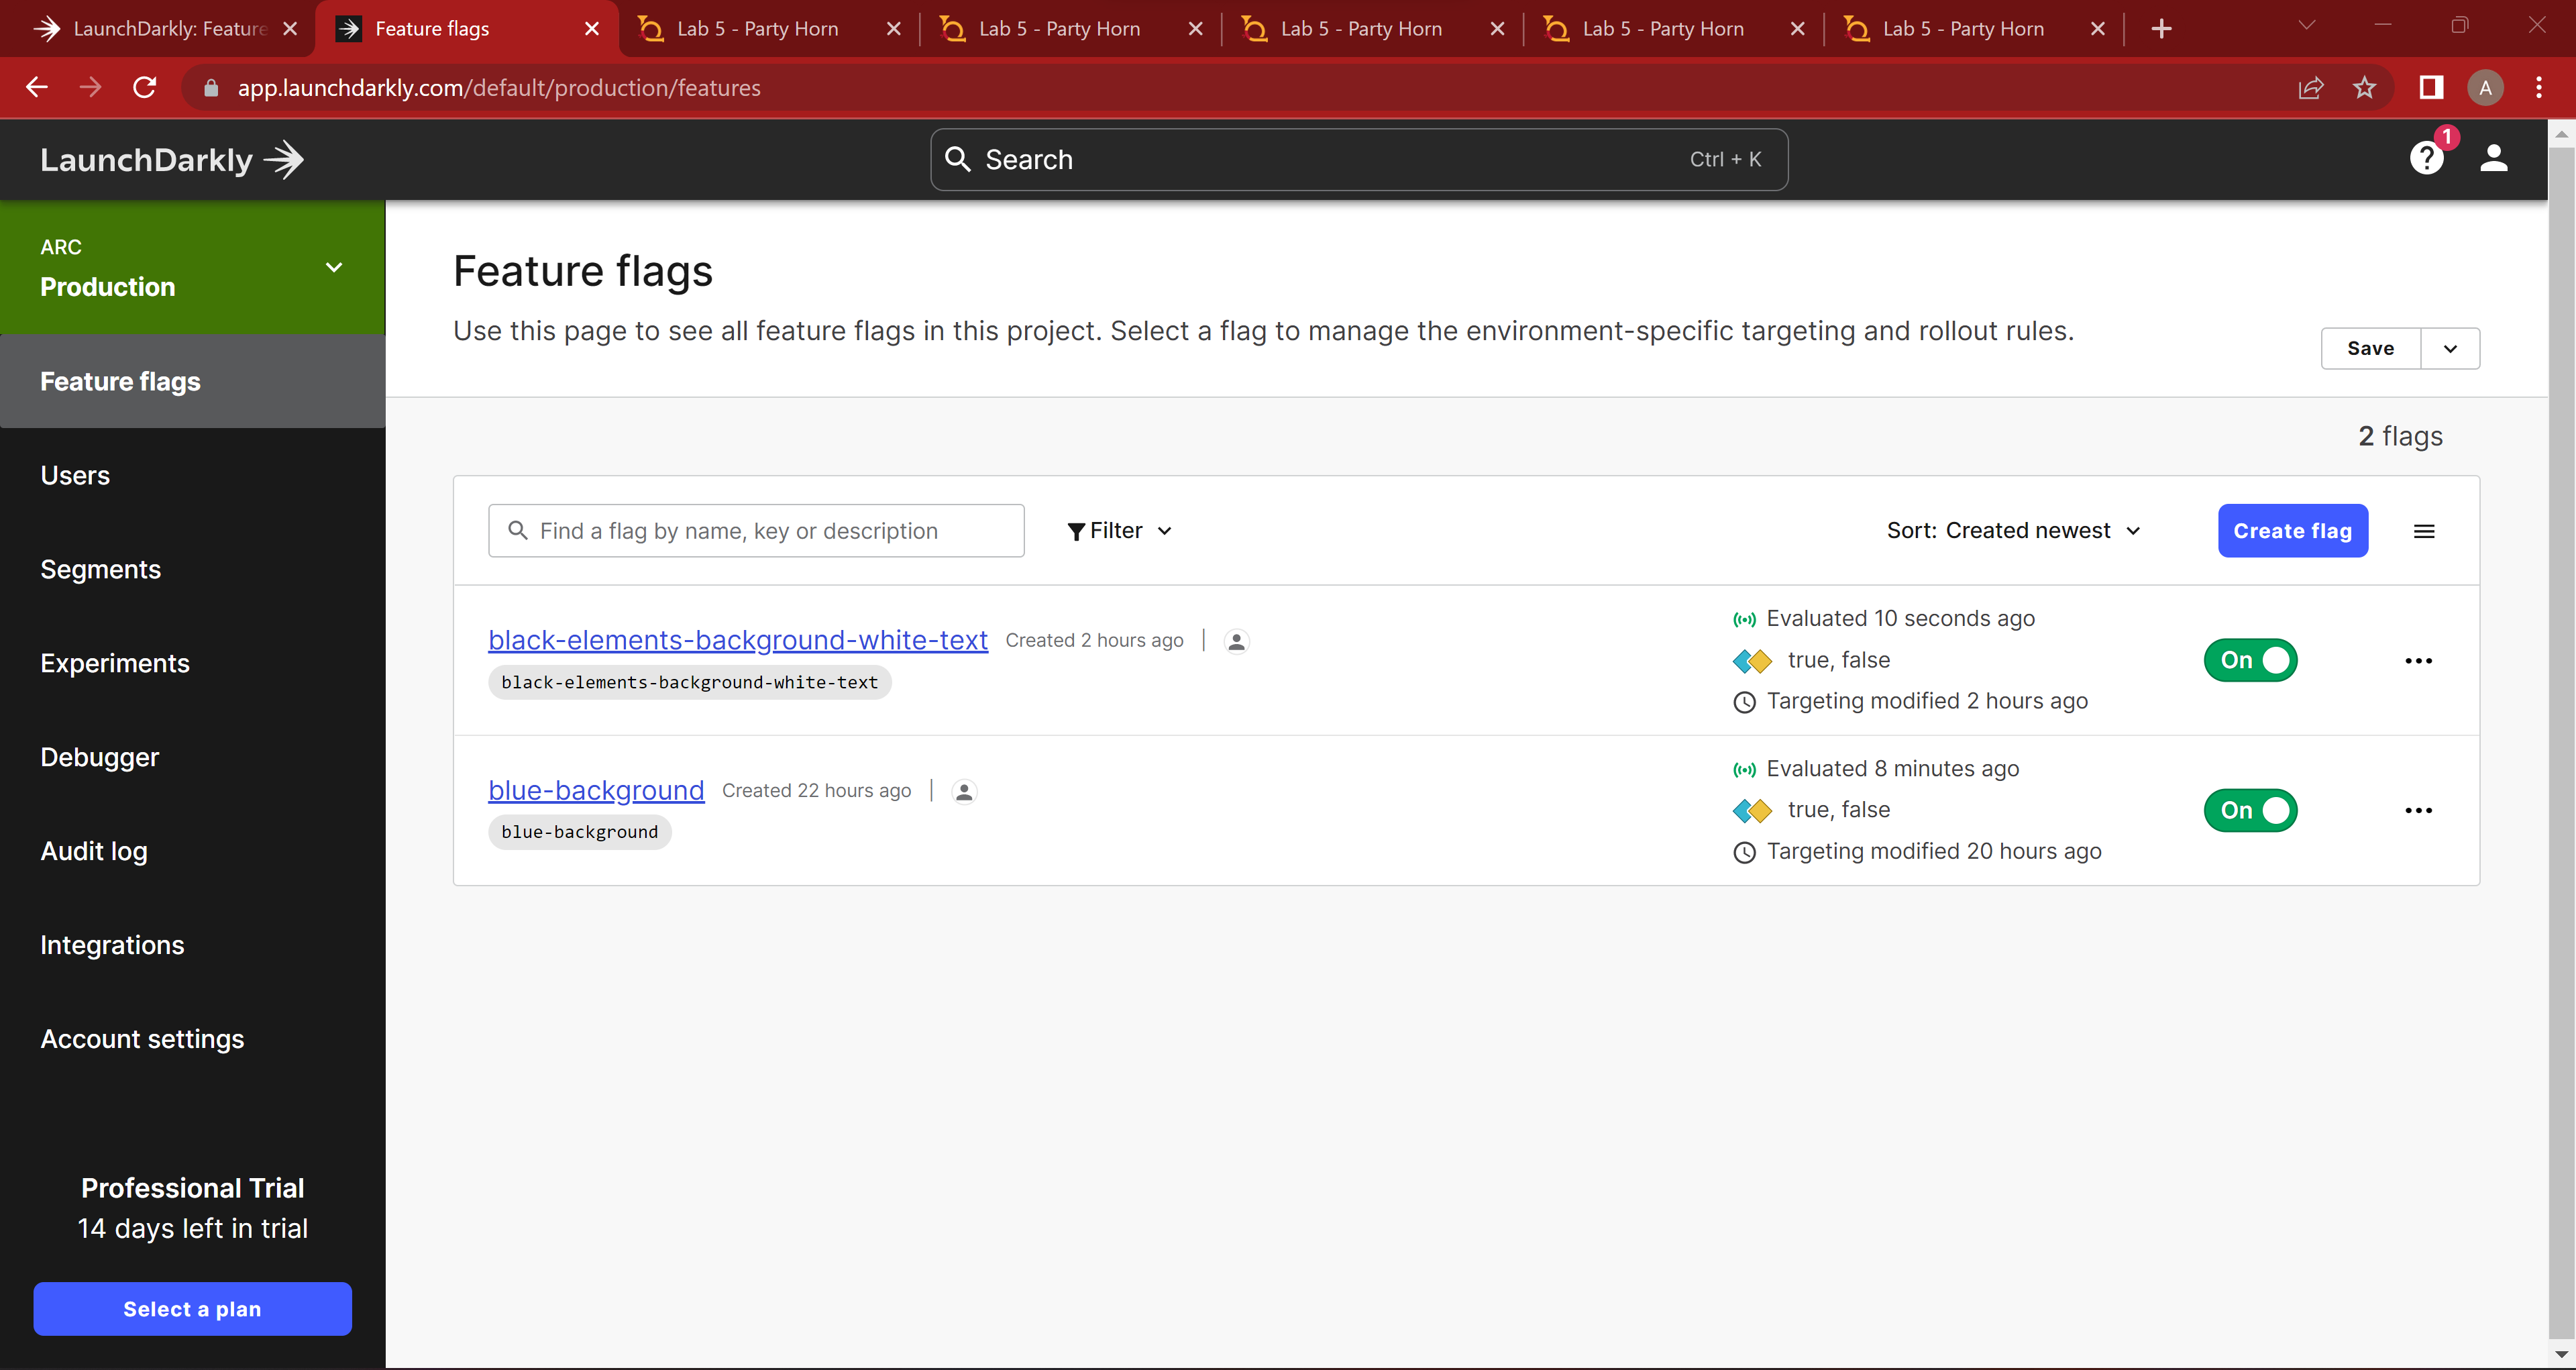 LaunchDarkly: Feature
Feature flags
Lab 5 - Party Horn
Lab 5 - Party Horn
Lab 5 - Party Horn
Lab 5 - Party Horn
Lab 5 - Party Horn
app.launchdarkly.com/default/production/features
A
LaunchDarkly
Search
Ctrl + K
?
1
ARC
Production
Feature flags
Users
Segments
Experiments
Debugger
Audit log
Integrations
Account settings
Professional Trial
14 days left in trial
Select a plan
Feature flags
Use this page to see all feature flags in this project. Select a flag to manage the environment-specific targeting and rollout rules.
Save
2 flags
Find a flag by name, key or description
Filter
Sort: Created newest
Create flag
black-elements-background-white-text Created 2 hours ago
black-elements-background-white-text
Evaluated 10 seconds ago
true, false
Targeting modified 2 hours ago
On
blue-background Created 22 hours ago
blue-background
Evaluated 8 minutes ago
true, false
Targeting modified 20 hours ago
On